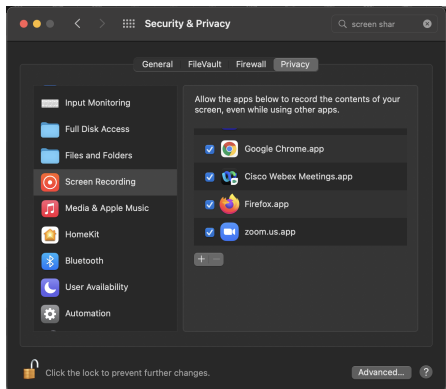 Security & Privacy
screen shar
General
FileVault
Firewall
Privacy
Input Monitoring
Full Disk Access
Files and Folders
Screen Recording
Media & Apple Music
HomeKit
Bluetooth
User Availability
Automation
Allow the apps below to record the contents of your
screen, even while using other apps.
Google Chrome.app
Cisco Webex Meetings.app
Firefox.app
zoom.us.app
+ −
Click the lock to prevent further changes.
Advanced...
?